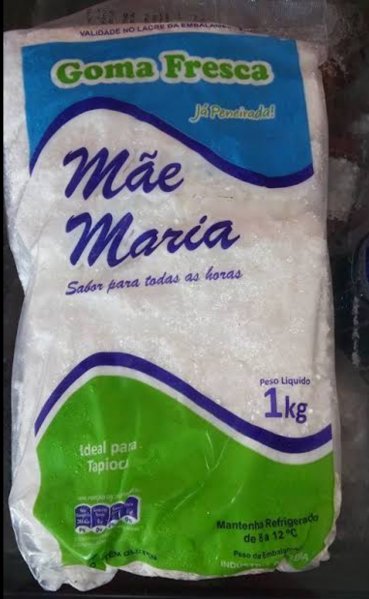 VALIDADE NO LACRE DA EMBALAGEM
Goma Fresca
Já Peneirada!
Mãe
Maria
Sabor para todas as horas
Peso Líquido
1kg
Ideal para
Tapioca
Mantenha Refrigerado
de 8 a 12 ºC
Peso da Embalagem